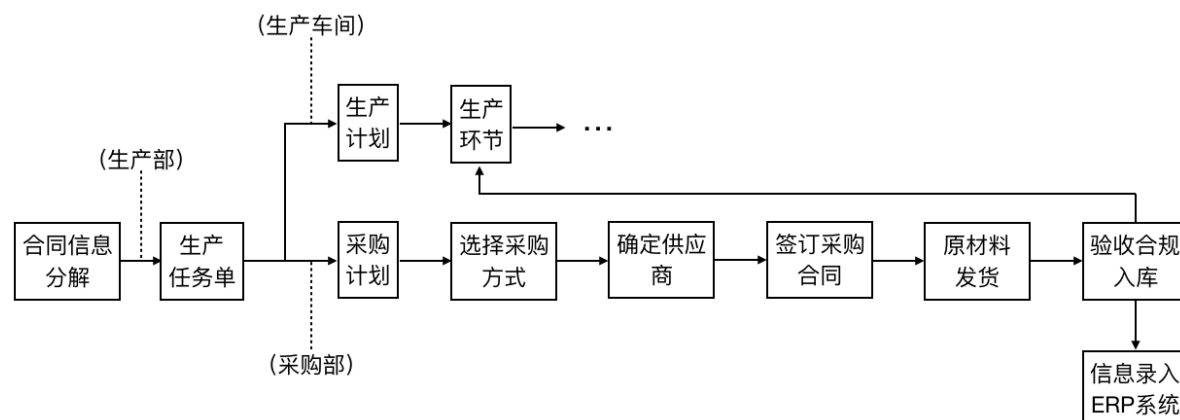 （生产车间）
生产
计划
生产
环节
...
（生产部）
合同信息
分解
生产
任务单
采购
计划
选择采购
方式
确定供应
商
签订采购
合同
原材料
发货
验收合规
入库
（采购部）
信息录入
ERP系统